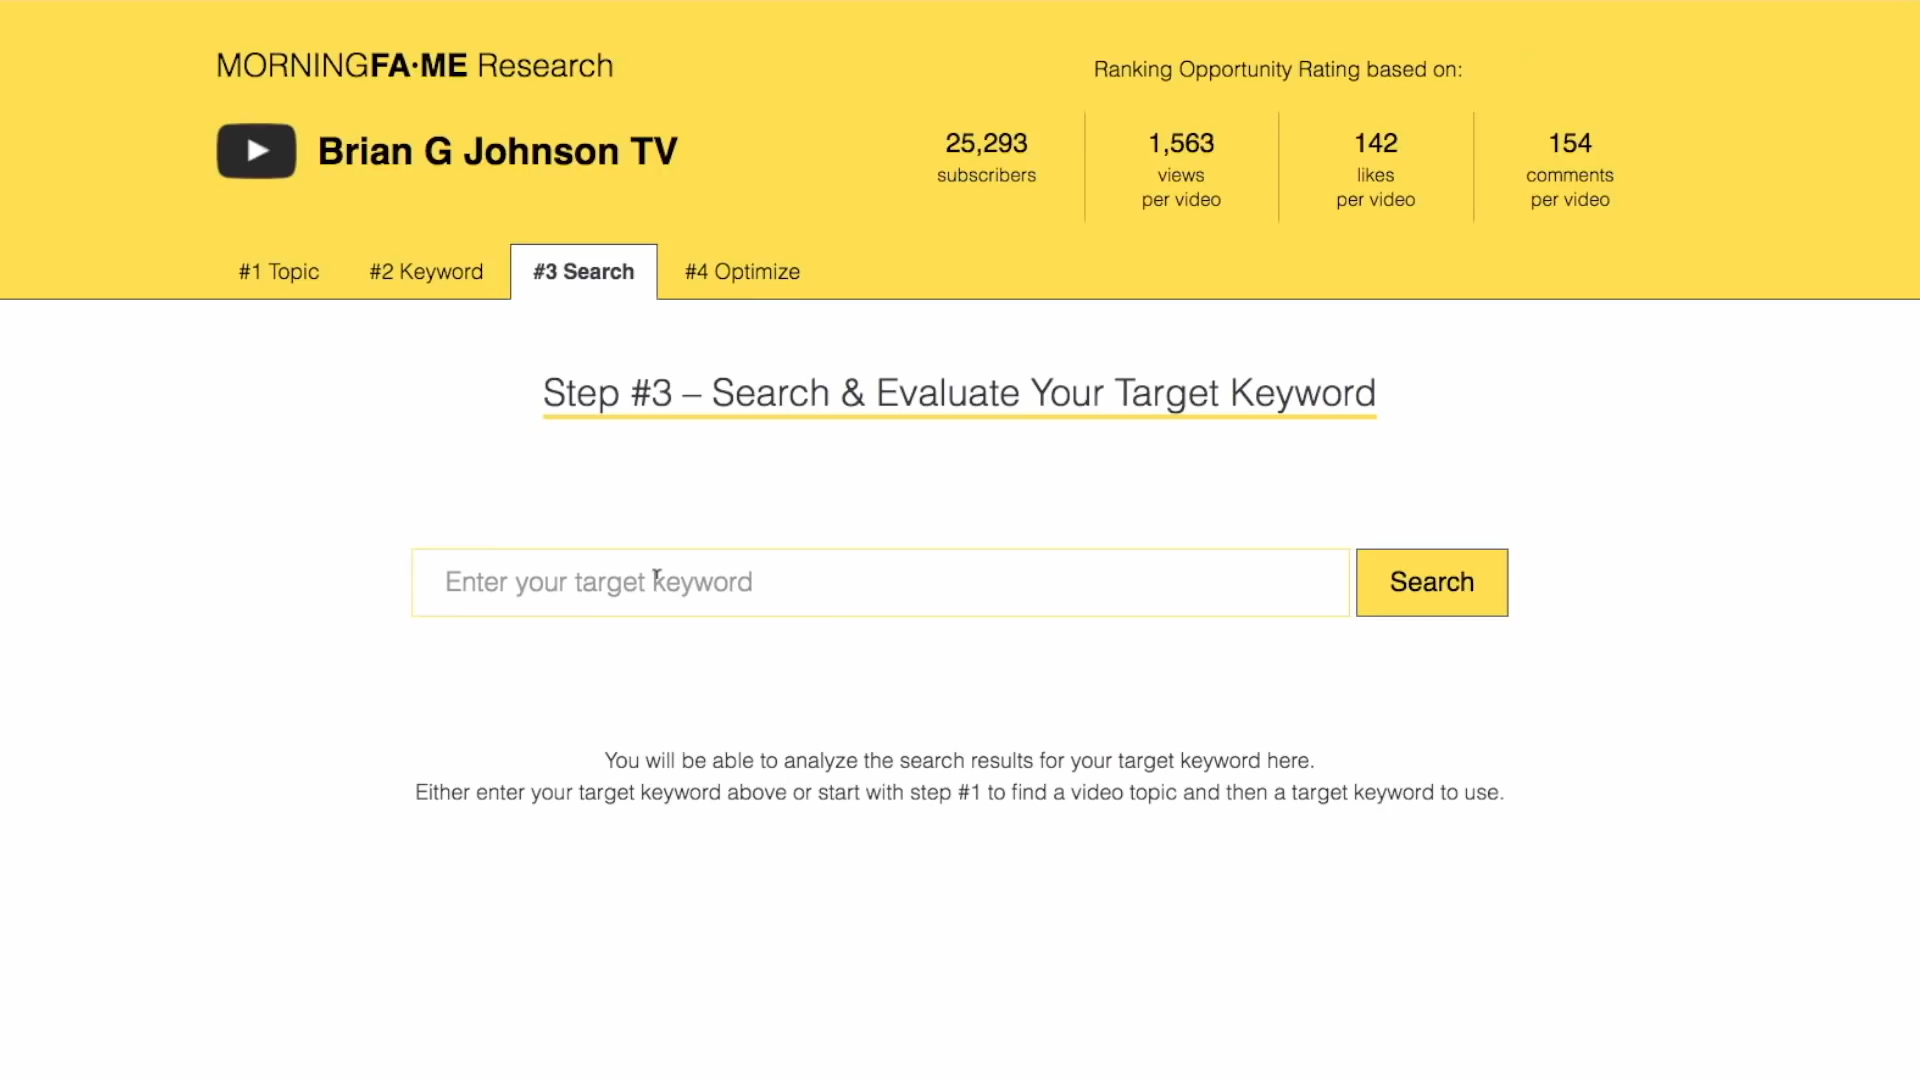 MORNINGFA·ME Research
Ranking Opportunity Rating based on:
Brian G Johnson TV
25,293
subscribers
1,563
views
per video
142
likes
per video
154
comments
per video
#1 Topic
#2 Keyword
#3 Search
#4 Optimize
Step #3 – Search & Evaluate Your Target Keyword
Enter your target keyword
Search
You will be able to analyze the search results for your target keyword here.
Either enter your target keyword above or start with step #1 to find a video topic and then a target keyword to use.